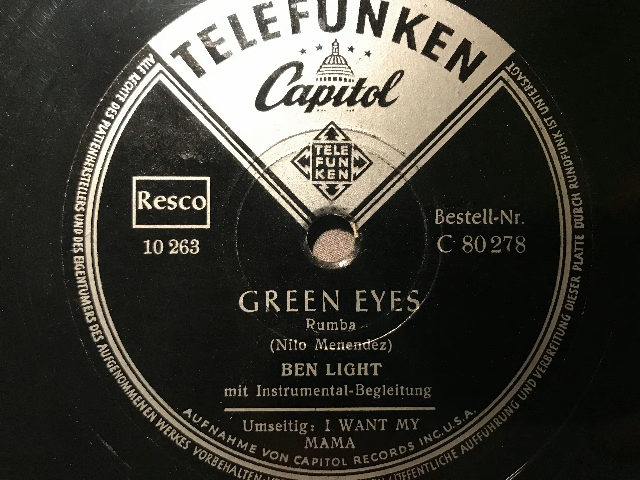 TELEFUNKEN
Capitol
TELE
FUN
KEN
Resco
10 263
Bestell-Nr.
C 80 278
GREEN EYES
Rumba
(Nilo Menendez)
BEN LIGHT
mit Instrumental-Begleitung
Umseitig: I WANT MY
MAMA
AUFNAHME VON CAPITOL RECORDS INC. U.S.A.
ALLE RECHTE DES PLATTENHERSTELLERS UND DES EIGENTÜMERS DES AUFGENOMMENEN WERKES VORBEHALTEN
ÖFFENTLICHE AUFFÜHRUNG UND VERBREITUNG DIESER PLATTE DURCH RUNDFUNK IST UNTERSAGT